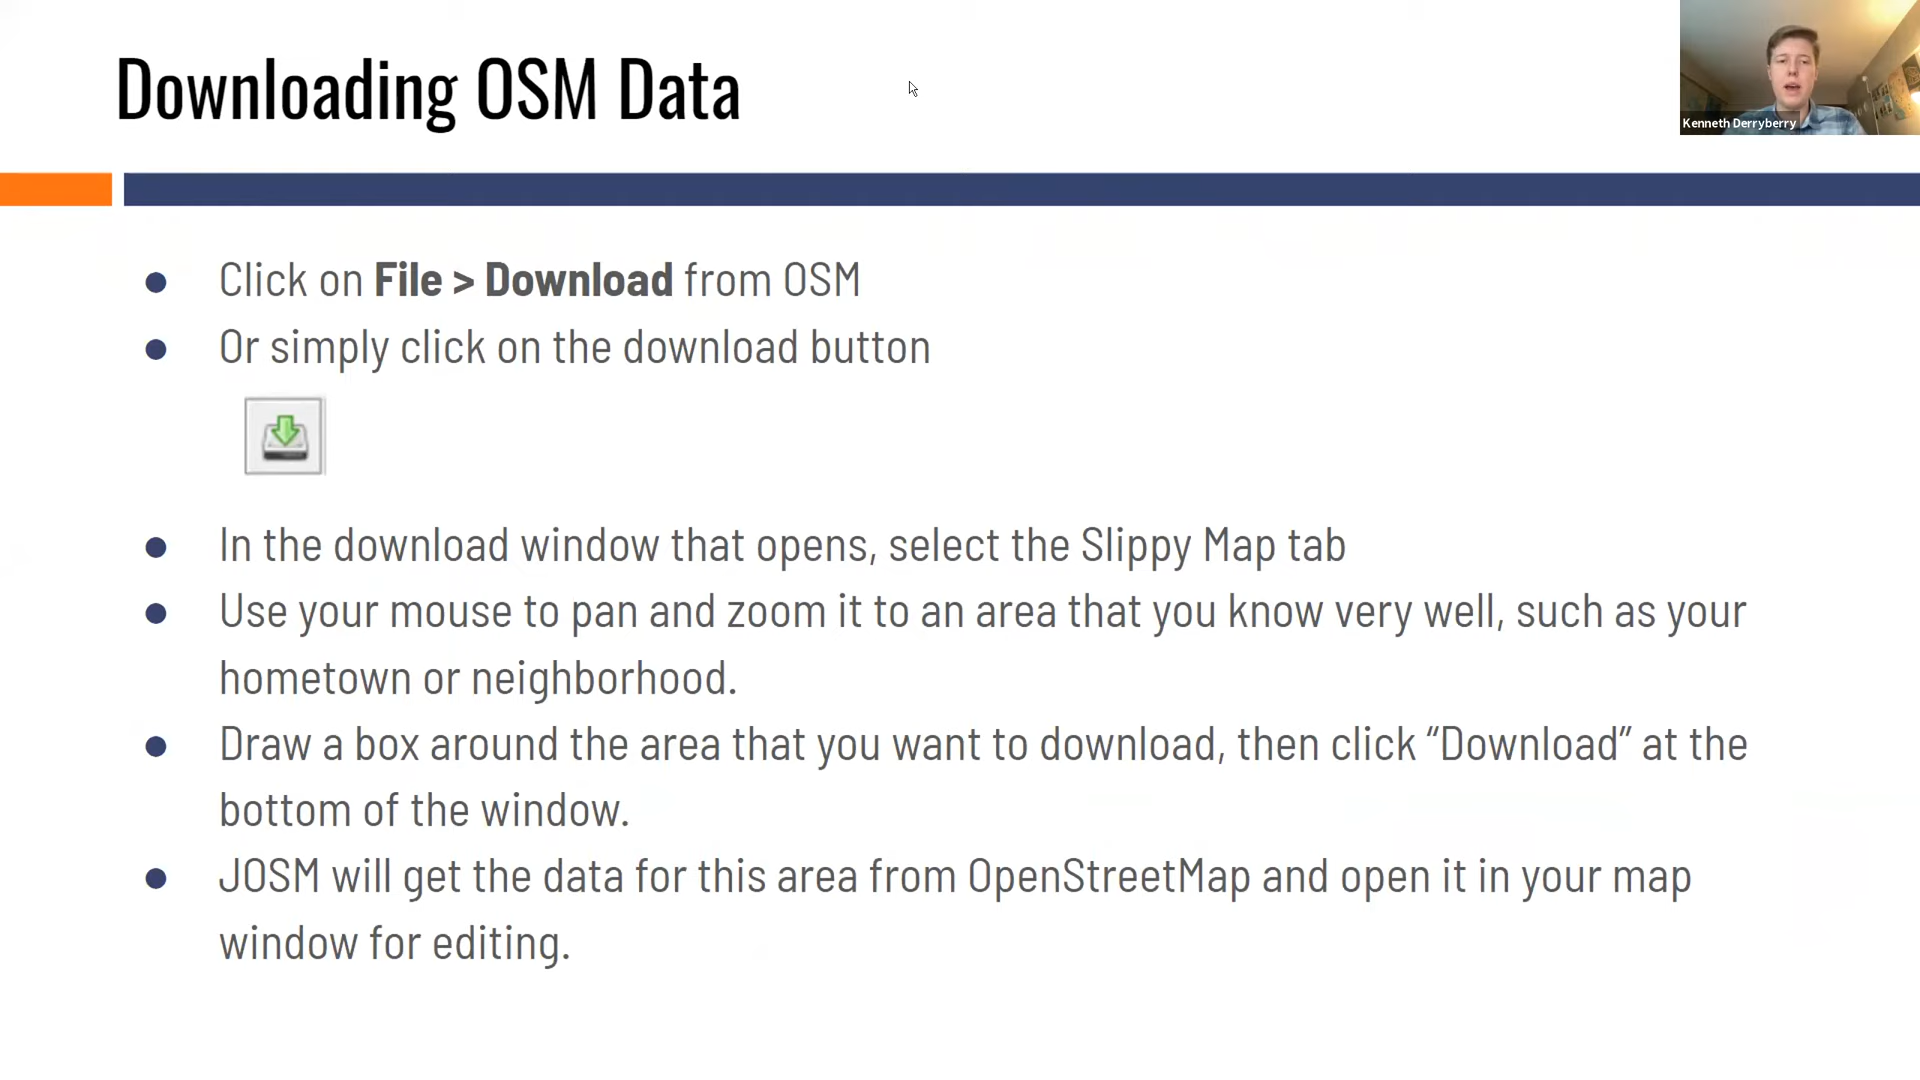 Downloading OSM Data
Kenneth Derryberry
Click on File > Download from OSM
Or simply click on the download button
In the download window that opens, select the Slippy Map tab
Use your mouse to pan and zoom it to an area that you know very well, such as your
hometown or neighborhood.
Draw a box around the area that you want to download, then click “Download” at the
bottom of the window.
JOSM will get the data for this area from OpenStreetMap and open it in your map
window for editing.